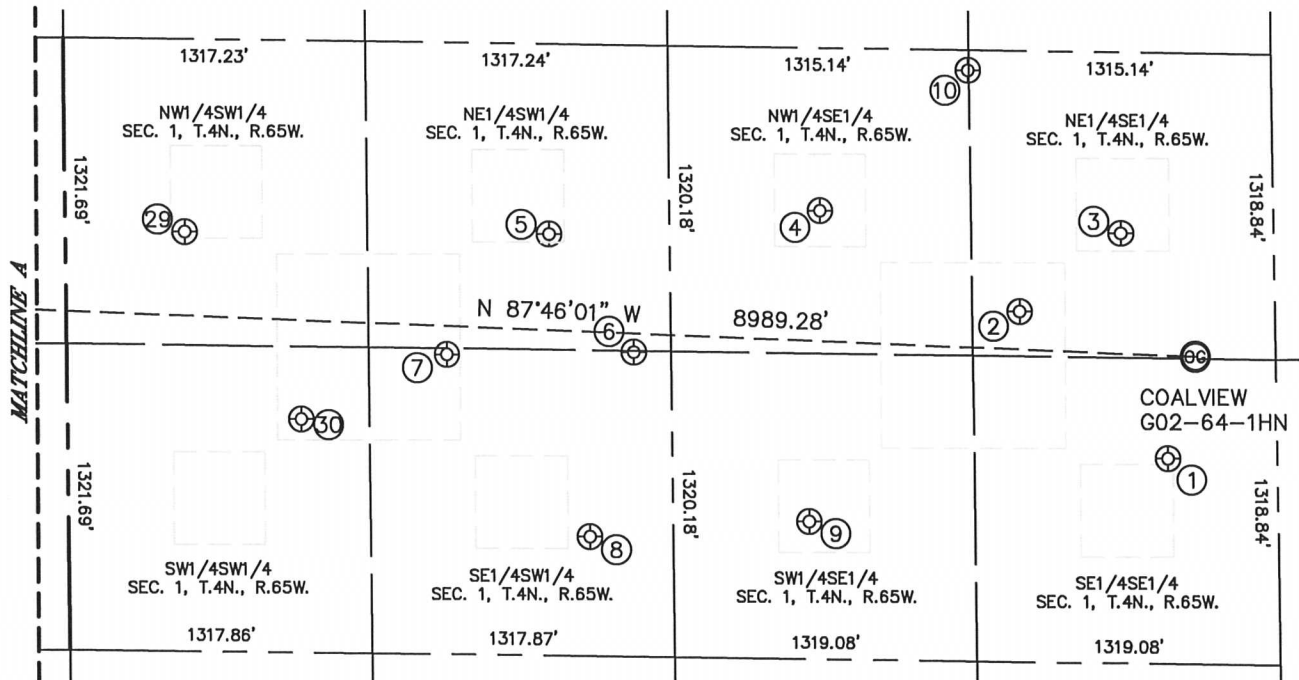 1317.23'
1317.24'
1315.14'
1315.14'
10
NW1/4SW1/4
SEC. 1, T.4N., R.65W.
NE1/4SW1/4
SEC. 1, T.4N., R.65W.
NW1/4SE1/4
SEC. 1, T.4N., R.65W.
NE1/4SE1/4
SEC. 1, T.4N., R.65W.
1321.69'
1320.18'
1318.84'
29
5
4
3
MATCHLINE A
N 87°46'01" W
8989.28'
6
2
7
OG
COALVIEW
G02-64-1HN
30
1
1321.69'
1320.18'
1318.84'
8
9
SW1/4SW1/4
SEC. 1, T.4N., R.65W.
SE1/4SW1/4
SEC. 1, T.4N., R.65W.
SW1/4SE1/4
SEC. 1, T.4N., R.65W.
SE1/4SE1/4
SEC. 1, T.4N., R.65W.
1317.86'
1317.87'
1319.08'
1319.08'